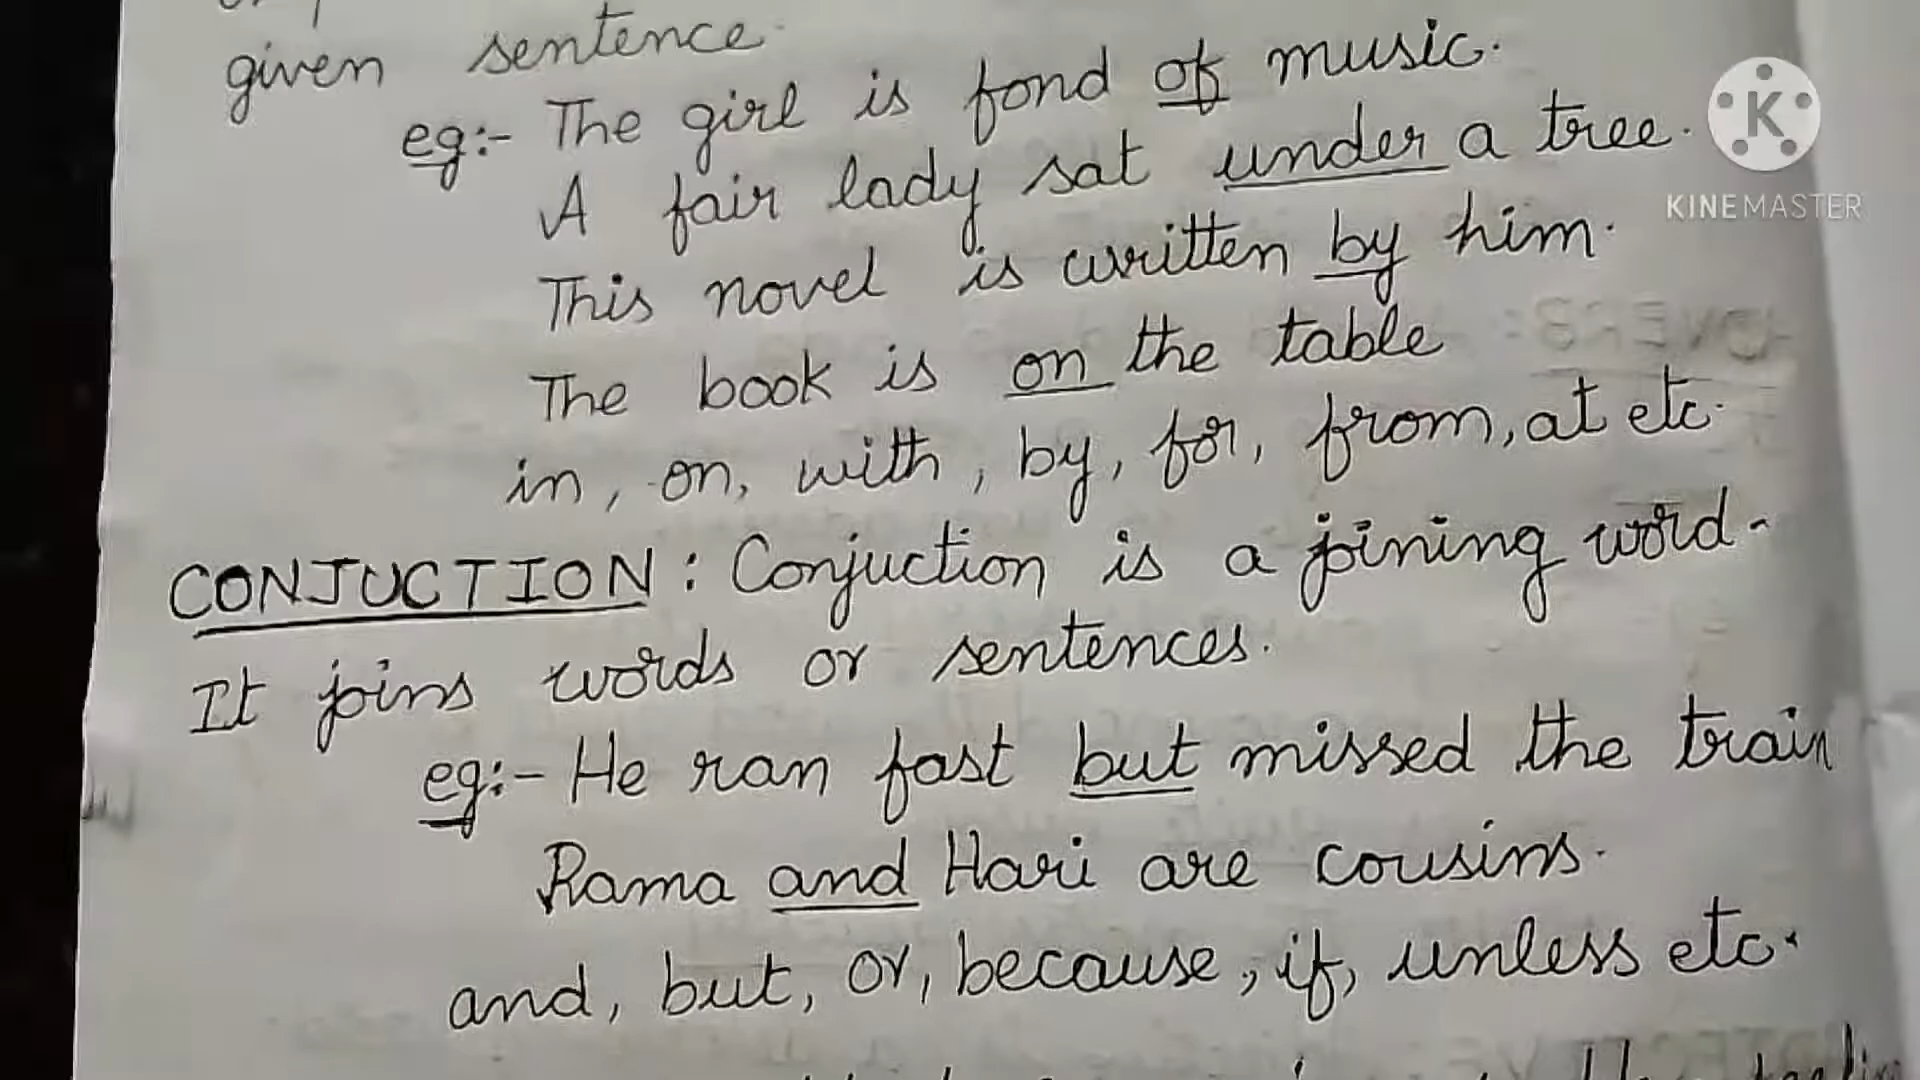 given sentence.
eg:- The girl is fond of music.
A fair lady sat under a tree.
This novel is written by him.
The book is on the table
in, on, with, by, for, from, at etc.
CONJUCTION: Conjuction is a joining word.
It joins words or sentences.
eg:- He ran fast but missed the train
Rama and Hari are cousins.
and, but, or, because, if, unless etc.
K
KINEMASTER